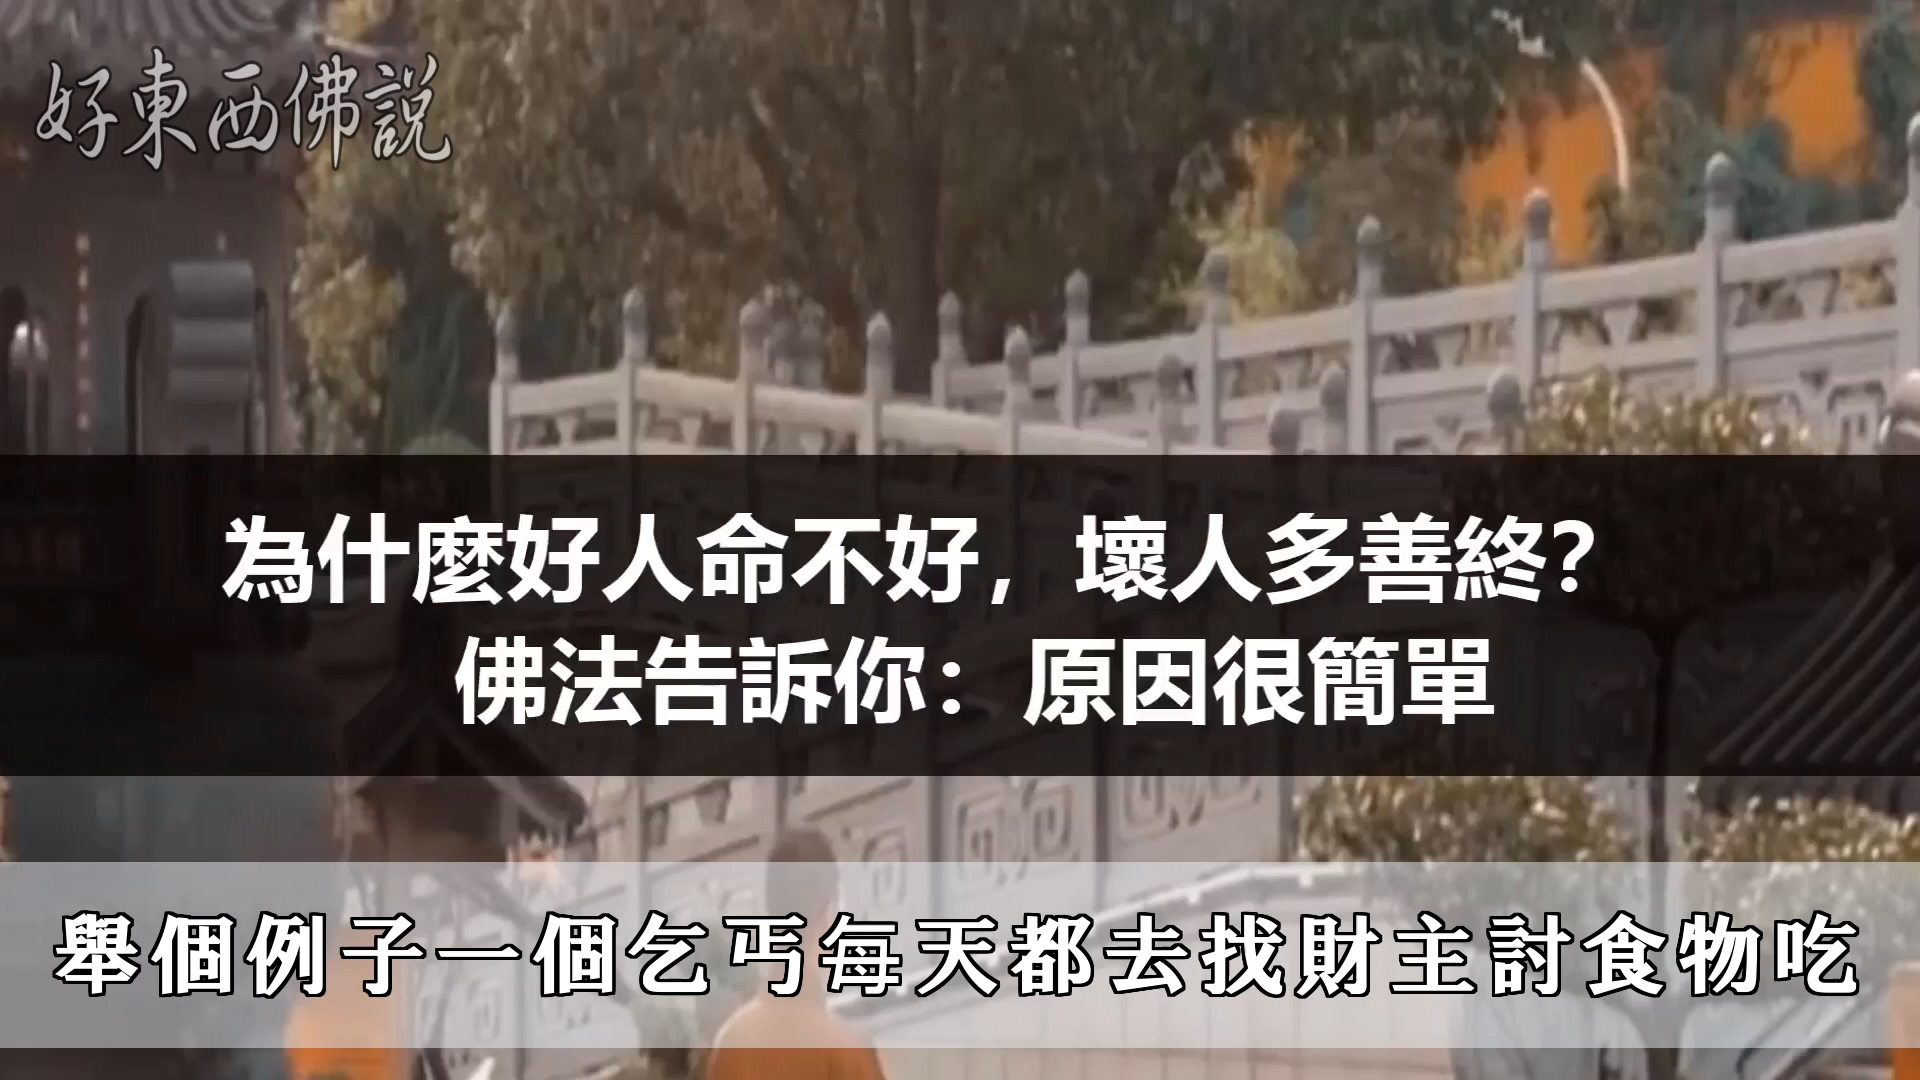 好東西佛説
為什麼好人命不好，壞人多善終？
佛法告訴你：原因很簡單
舉個例子一個乞丐每天都去找財主討食物吃